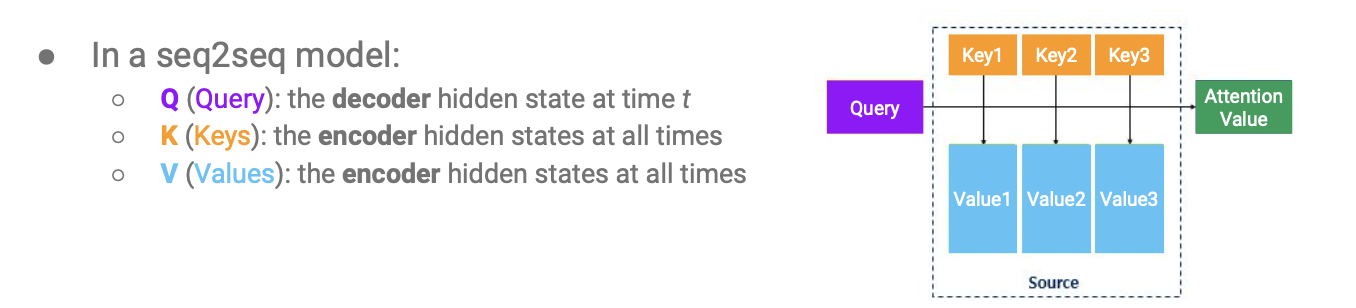 ● In a seq2seq model:
○ Q (Query): the decoder hidden state at time t
○ K (Keys): the encoder hidden states at all times
○ V (Values): the encoder hidden states at all times
Key1 Key2 Key3
Query
Attention
Value
Value1 Value2 Value3
Source